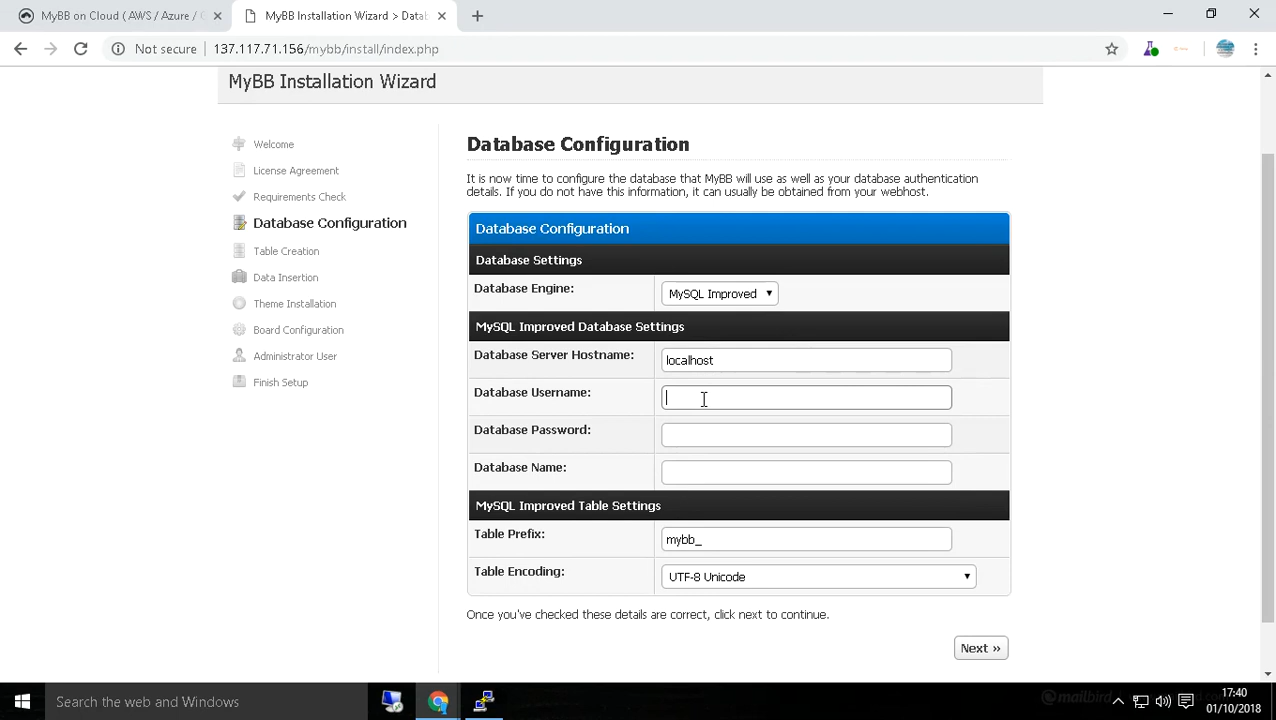 MyBB on Cloud (AWS / Azure / G
MyBB Installation Wizard > Datab
Not secure
137.117.71.156/mybb/install/index.php
MyBB Installation Wizard
Welcome
License Agreement
Requirements Check
Database Configuration
Table Creation
Data Insertion
Theme Installation
Board Configuration
Administrator User
Finish Setup
Database Configuration
It is now time to configure the database that MyBB will use as well as your database authentication
details. If you do not have this information, it can usually be obtained from your webhost.
Database Configuration
Database Settings
Database Engine:
MySQL Improved
MySQL Improved Database Settings
Database Server Hostname:
localhost
Database Username:
Database Password:
Database Name:
MySQL Improved Table Settings
Table Prefix:
mybb_
Table Encoding:
UTF-8 Unicode
Once you've checked these details are correct, click next to continue.
Next »
Search the web and Windows
mailbird
17:40
01/10/2018